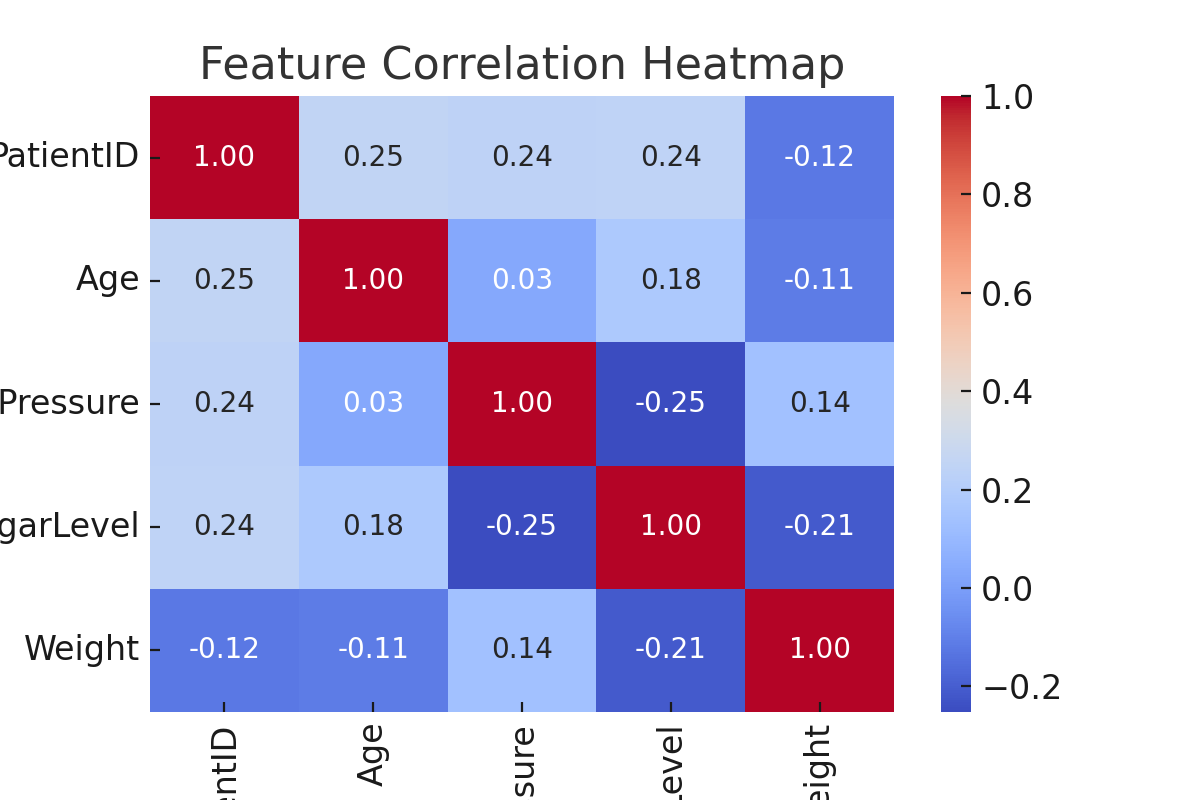 Feature Correlation Heatmap
PatientID 1.00 0.25 0.24 0.24 -0.12
Age 0.25 1.00 0.03 0.18 -0.11
Pressure 0.24 0.03 1.00 -0.25 0.14
garLevel 0.24 0.18 -0.25 1.00 -0.21
Weight -0.12 -0.11 0.14 -0.21 1.00
entID
Age
sure
Level
eight
1.0
0.8
0.6
0.4
0.2
0.0
−0.2